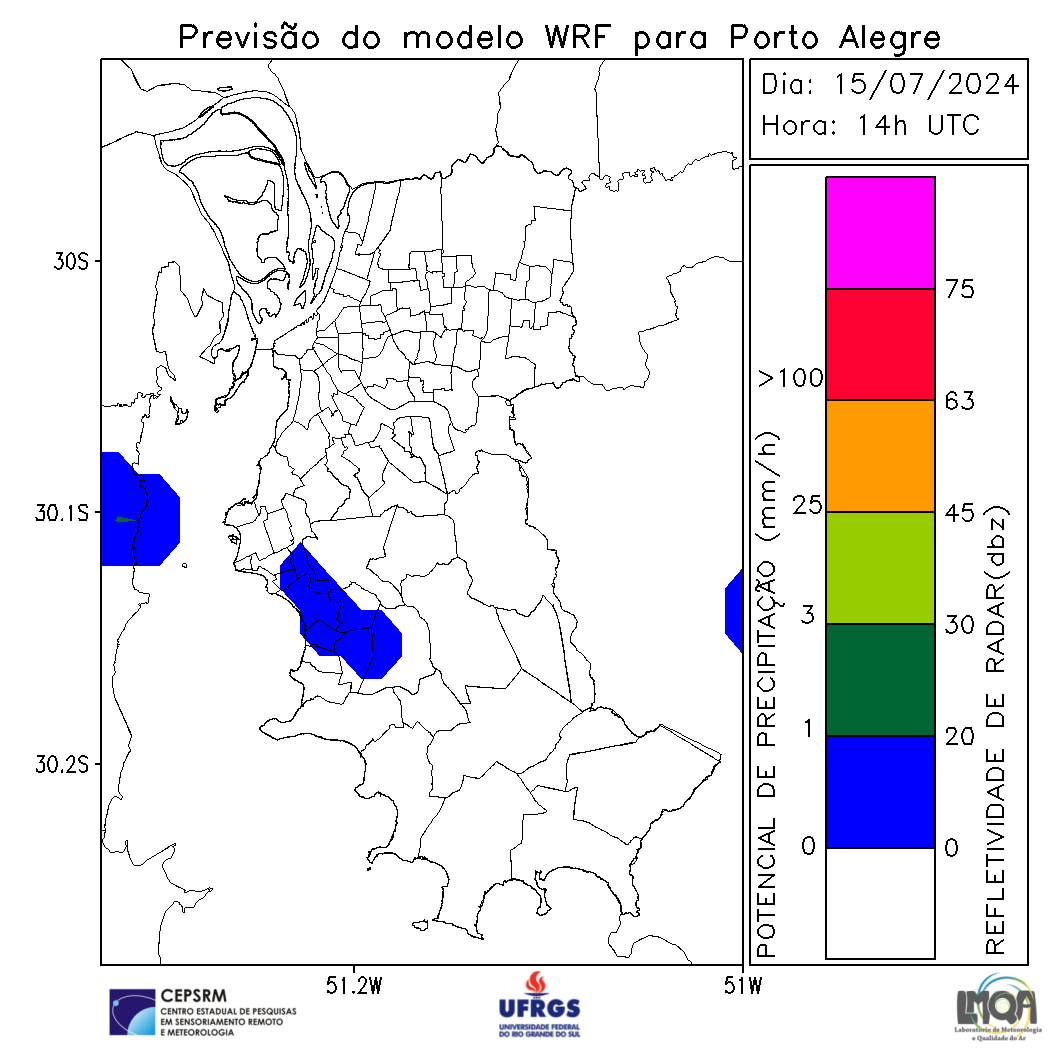 Previsão do modelo WRF para Porto Alegre
Dia: 15/07/2024
Hora: 14h UTC
30S
30.1S
30.2S
51.2W
51W
POTENCIAL DE PRECIPITAÇÃO (mm/h)
>100
25
3
1
0
75
63
45
30
20
0
REFLETIVIDADE DE RADAR(dbz)
CEPSRM
CENTRO ESTADUAL DE PESQUISAS
EM SENSORIAMENTO REMOTO
E METEOROLOGIA
UFRGS
UNIVERSIDADE FEDERAL
DO RIO GRANDE DO SUL
LMQA
Laboratório de Meteorologia
e Qualidade do Ar